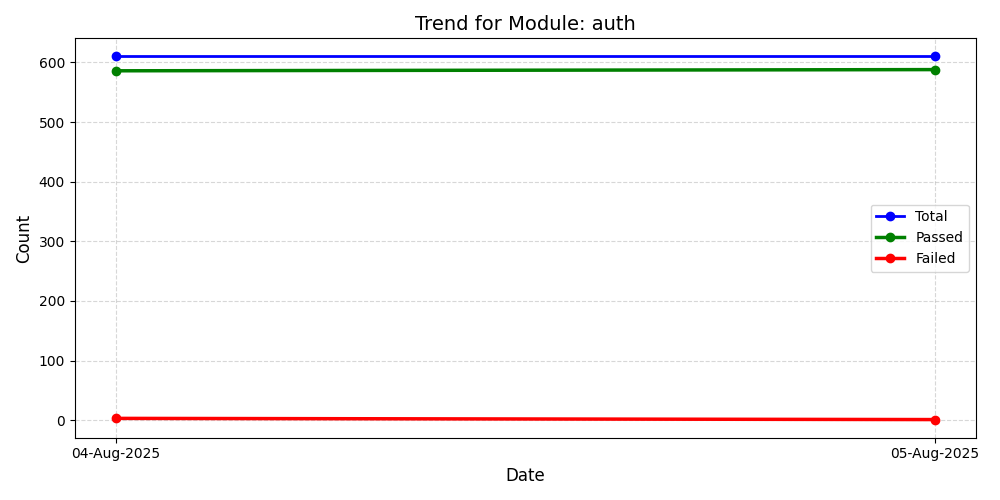 Trend for Module: auth
Count
600
500
400
300
200
100
0
Total
Passed
Failed
04-Aug-2025
05-Aug-2025
Date